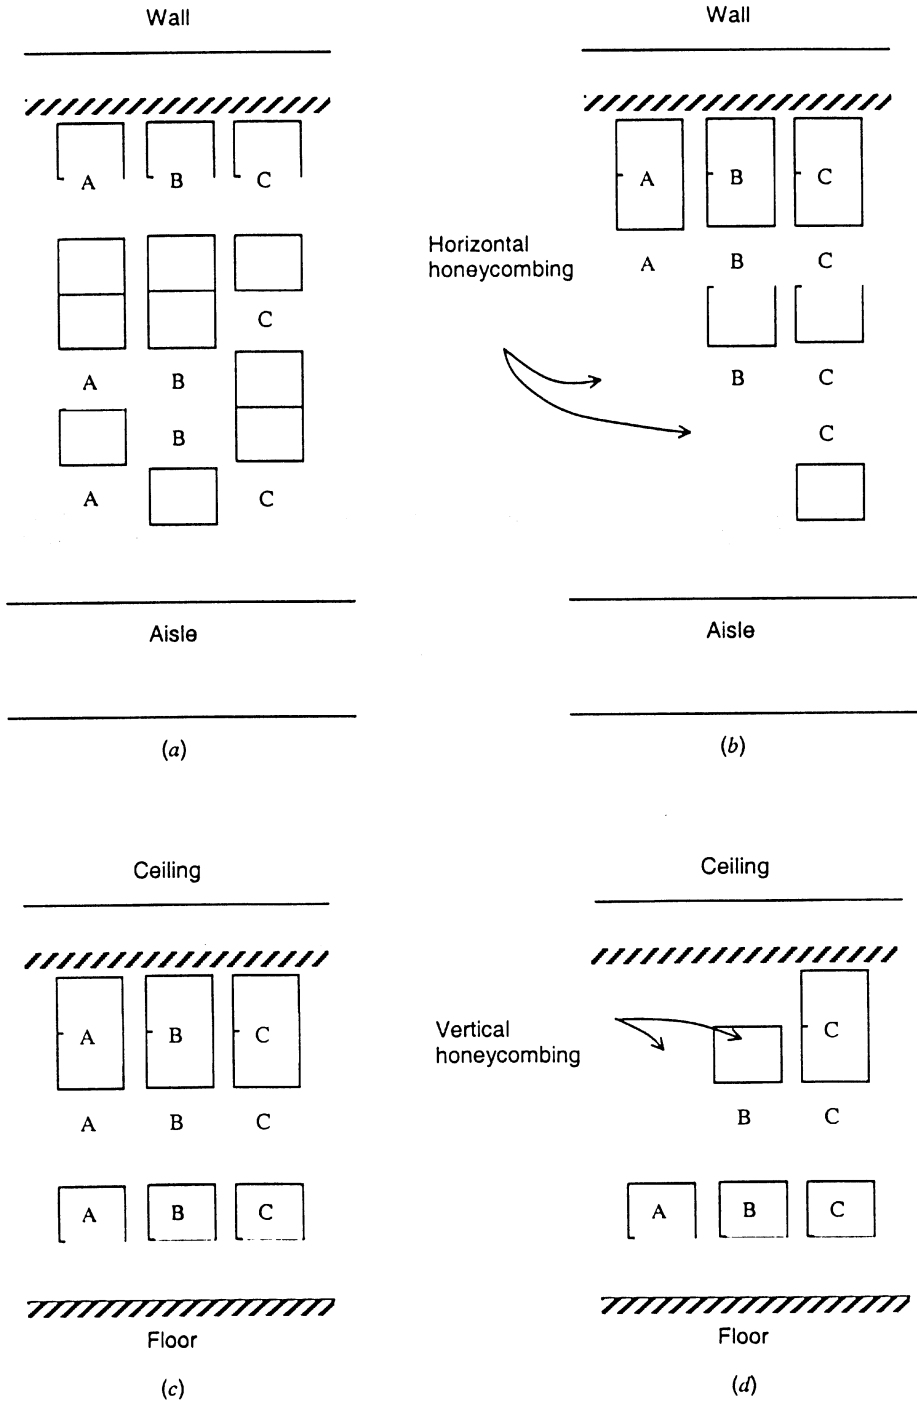 Wall
A B C
C
A B
B
A C
Aisle
(a)
Wall
A B C
Horizontal
honeycombing
A B C
B C
C
Aisle
(b)
Ceiling
A B C
A B C
A B C
Floor
(c)
Ceiling
C
Vertical
honeycombing
B C
A B C
Floor
(d)